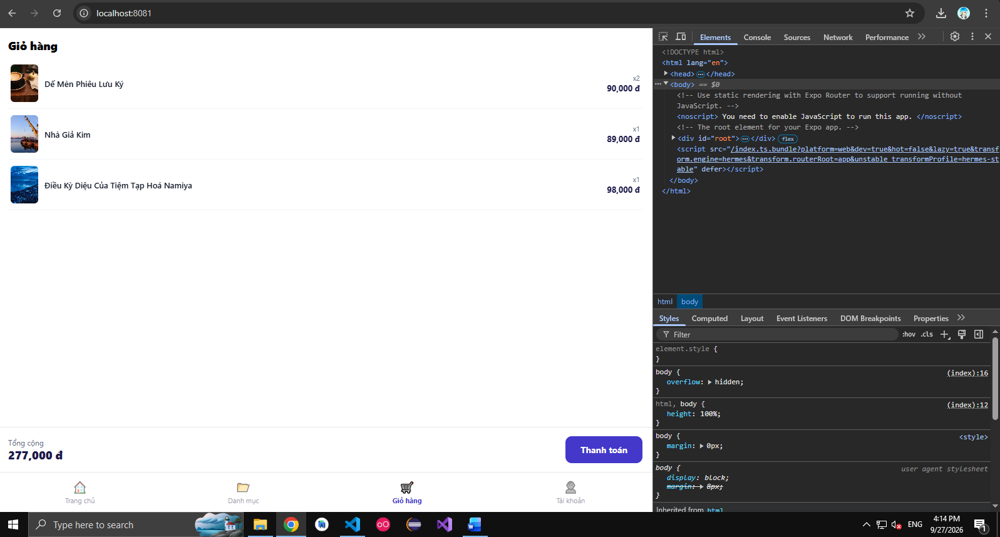 localhost:8081
Giỏ hàng
Dế Mèn Phiêu Lưu Ký
x2
90,000 đ
Nhà Giả Kim
x1
89,000 đ
Điều Kỳ Diệu Của Tiệm Tạp Hoá Namiya
x1
98,000 đ
Tổng cộng
277,000 đ
Thanh toán
Trang chủ
Danh mục
Giỏ hàng
Tài khoản
Elements Console Sources Network Performance
<!DOCTYPE html>
<html lang="en">
<head>…</head>
<body> == $0
<!-- Use static rendering with Expo Router to support running without
JavaScript. -->
<noscript> You need to enable JavaScript to run this app. </noscript>
<!-- The root element for your Expo app. -->
<div id="root">…</div> flex
<script src="/index.ts.bundle?platform=web&dev=true&hot=false&lazy=true&transf
orm.engine=hermes&transform.routerRoot=app&unstable_transformProfile=hermes-st
able" defer></script>
</body>
</html>
html body
Styles Computed Layout Event Listeners DOM Breakpoints Properties
Filter :hov .cls
element.style {
}
body { (index):16
overflow: hidden;
}
html, body { (index):12
height: 100%;
}
body { <style>
margin: 0px;
}
body { user agent stylesheet
display: block;
margin: 8px;
}
Inherited from html
Type here to search
ENG
4:14 PM
9/27/2026
1